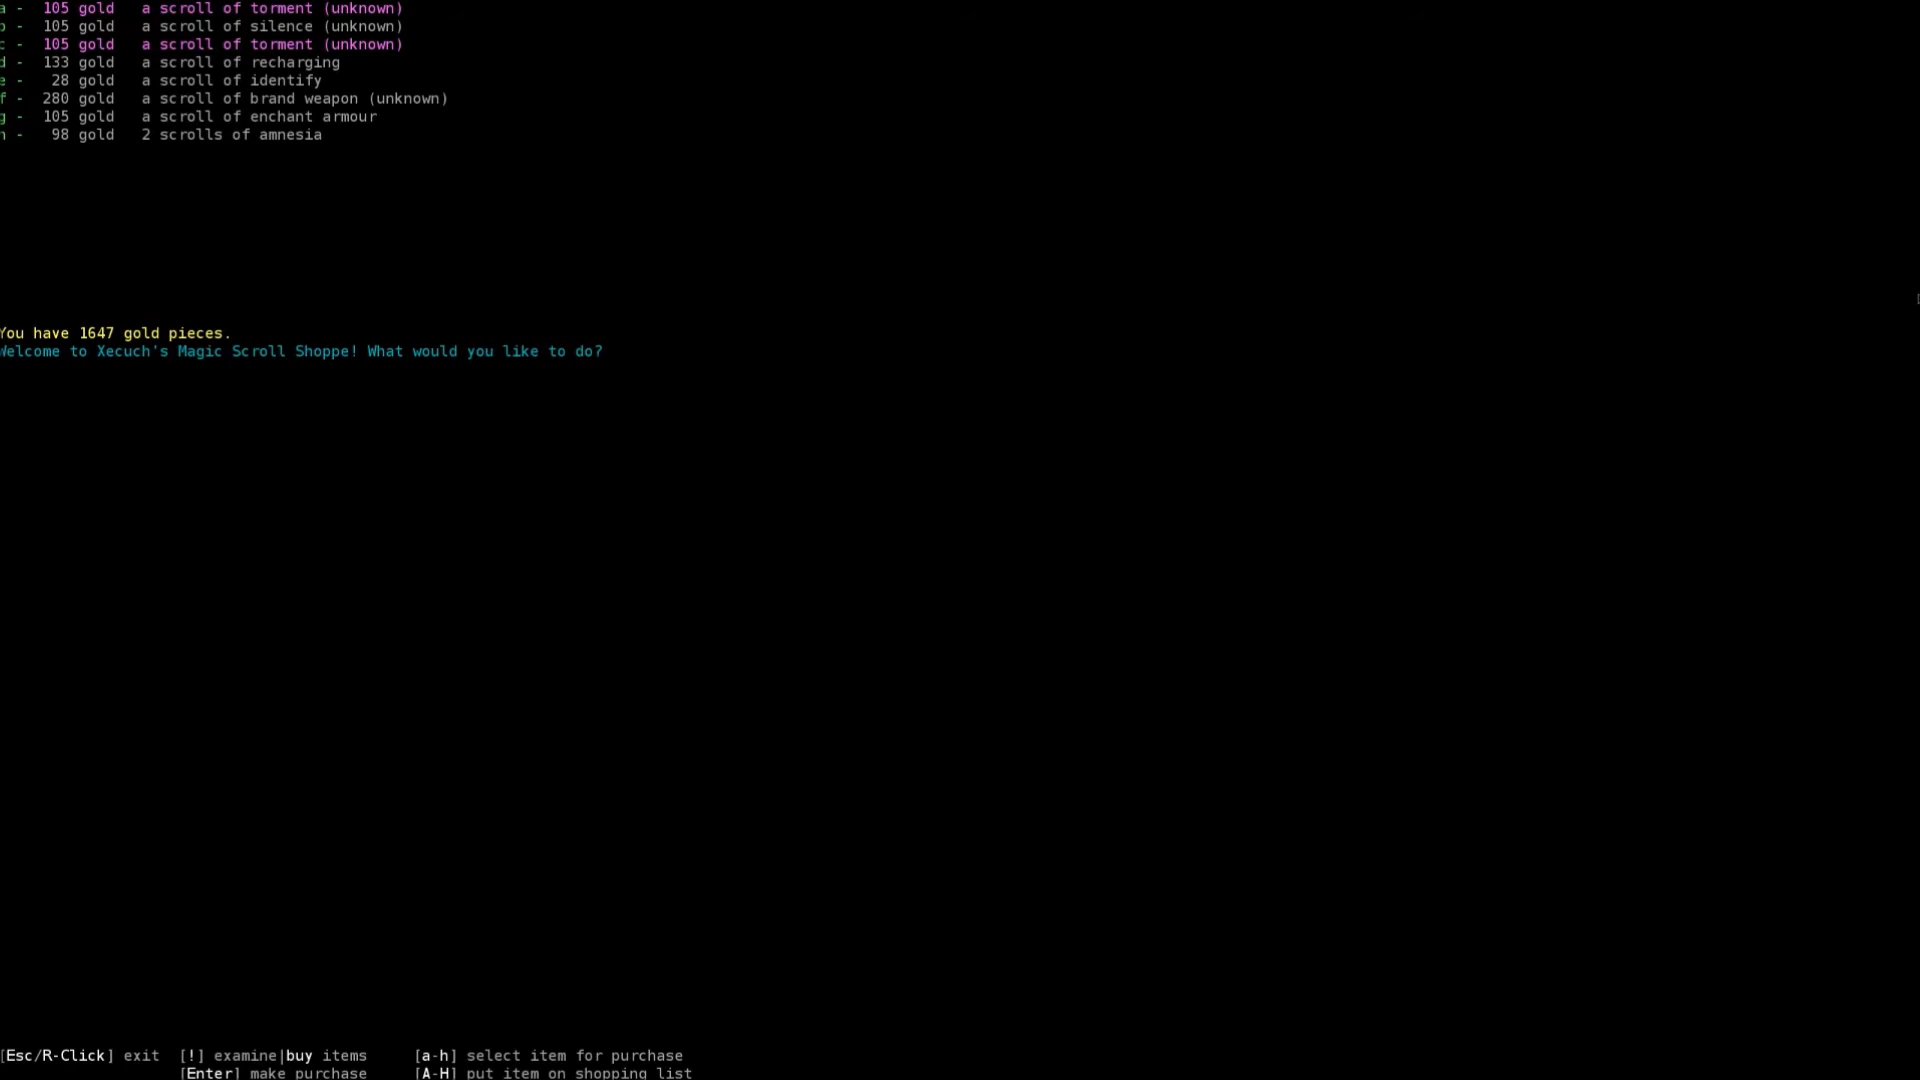 a - 105 gold a scroll of torment (unknown)
b - 105 gold a scroll of silence (unknown)
c - 105 gold a scroll of torment (unknown)
d - 133 gold a scroll of recharging
e - 28 gold a scroll of identify
f - 280 gold a scroll of brand weapon (unknown)
g - 105 gold a scroll of enchant armour
h - 98 gold 2 scrolls of amnesia
You have 1647 gold pieces.
Welcome to Xecuch's Magic Scroll Shoppe! What would you like to do?
[Esc/R-Click] exit [!] examine|buy items [a-h] select item for purchase
[Enter] make purchase [A-H] put item on shopping list